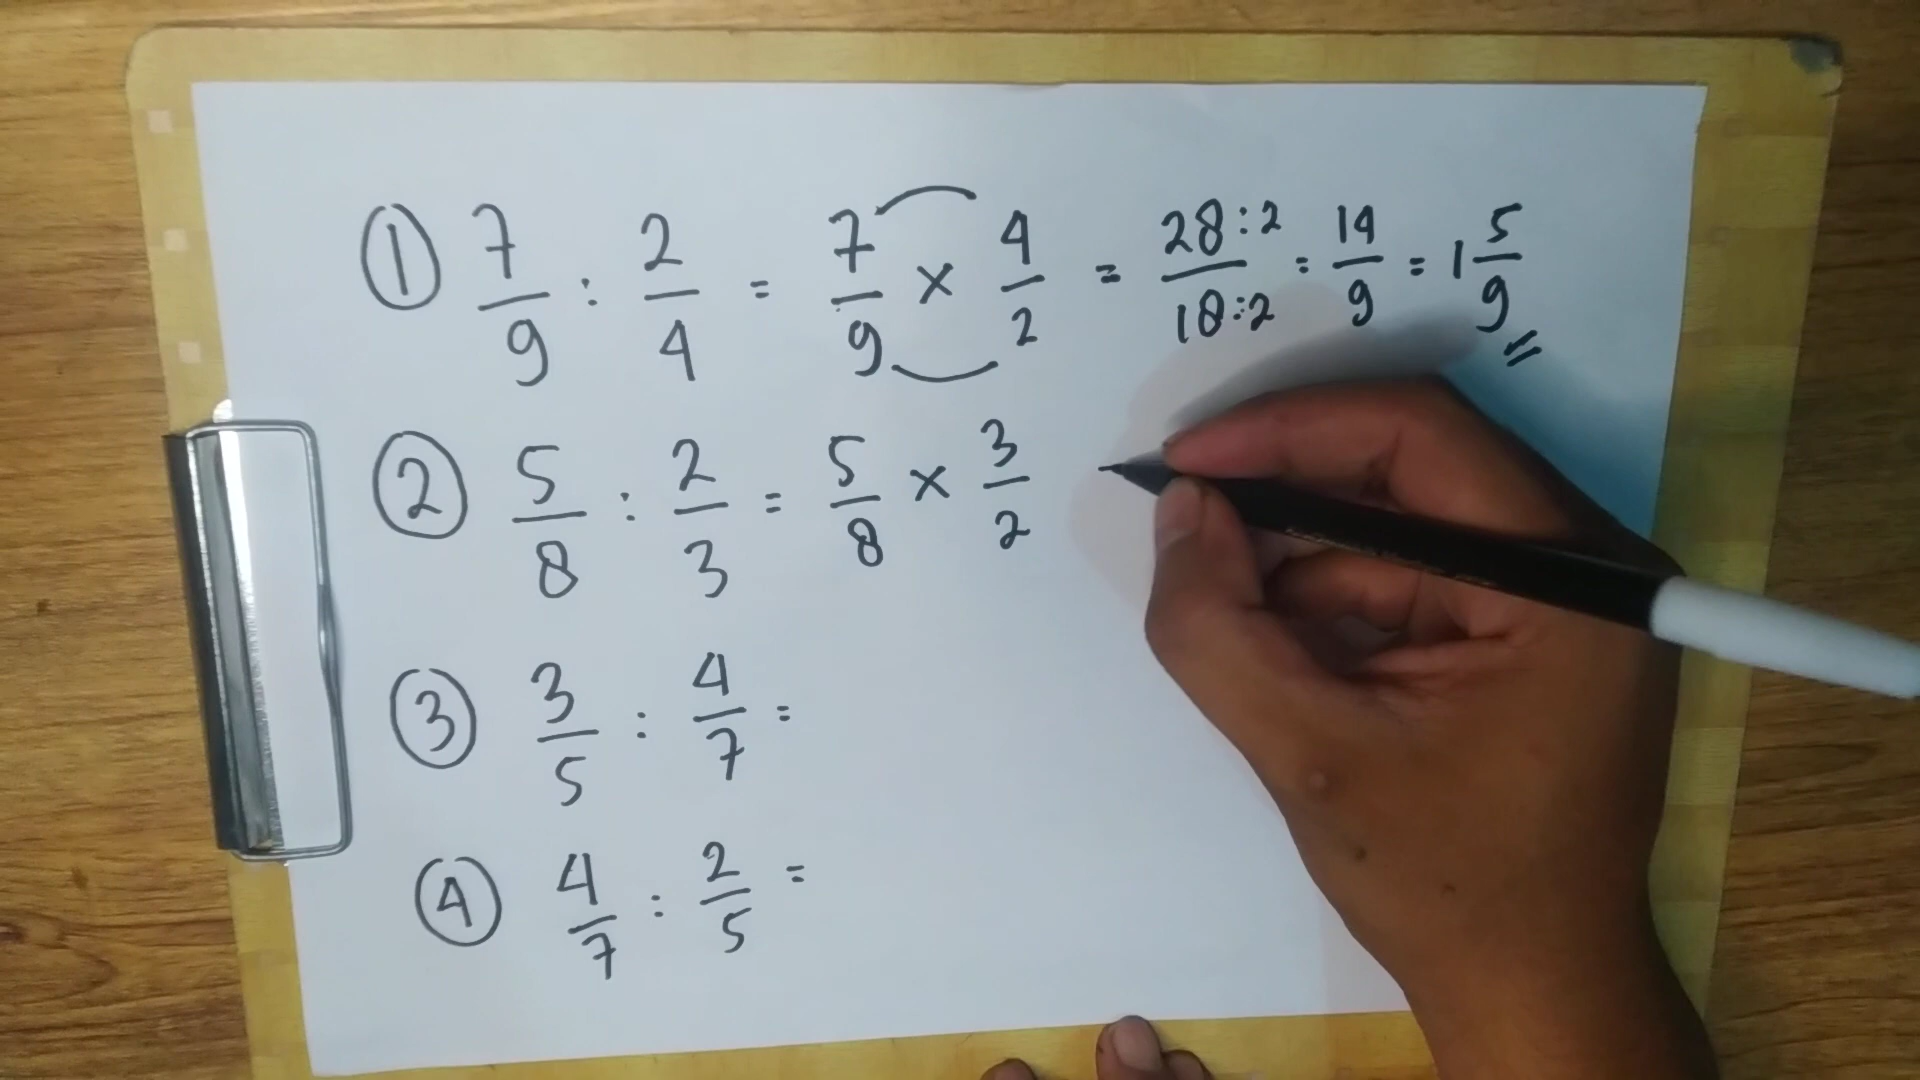 ① 7/9 : 2/4 = 7/9 × 4/2 = 28:2/18:2 = 14/9 = 1 5/9
② 5/8 : 2/3 = 5/8 × 3/2
③ 3/5 : 4/7 =
④ 4/7 : 2/5 =